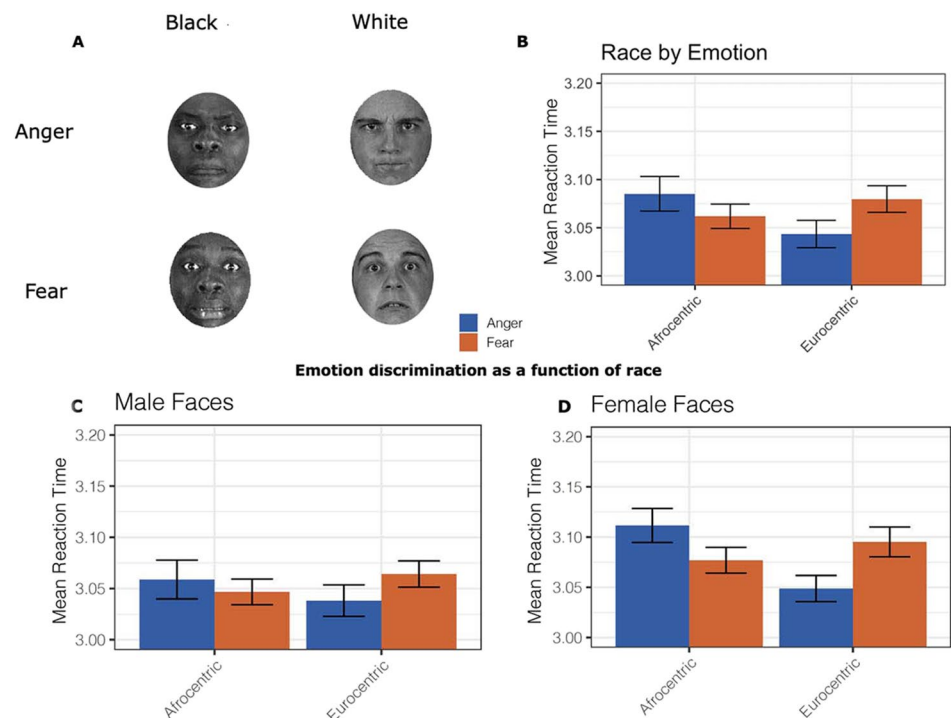 Black White
A
Anger
Fear
B
Race by Emotion
Mean Reaction Time
3.20
3.15
3.10
3.05
3.00
Afrocentric
Eurocentric
Anger
Fear
Emotion discrimination as a function of race
C Male Faces
Mean Reaction Time
3.20
3.15
3.10
3.05
3.00
Afrocentric
Eurocentric
D Female Faces
Mean Reaction Time
3.20
3.15
3.10
3.05
3.00
Afrocentric
Eurocentric